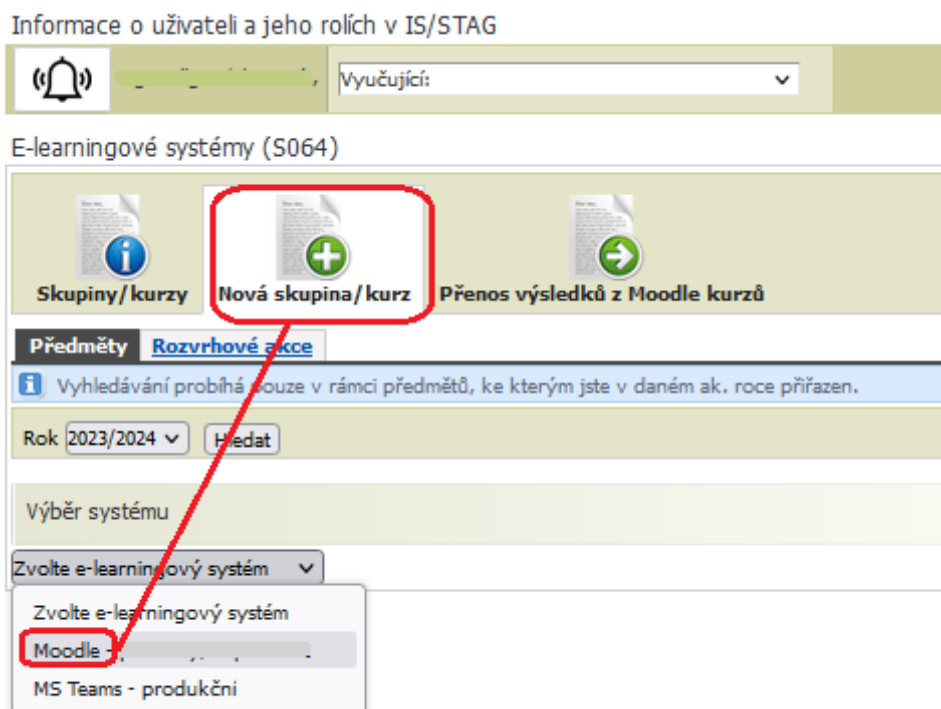 Informace o uživateli a jeho rolích v IS/STAG
Vyučující:
E-learningové systémy (S064)
Skupiny/kurzy Nová skupina/kurz Přenos výsledků z Moodle kurzů
Předměty Rozvrhové akce
Vyhledávání probíhá pouze v rámci předmětů, ke kterým jste v daném ak. roce přiřazen.
Rok 2023/2024 Hledat
Výběr systému
Zvolte e-learningový systém
Zvolte e-learningový systém
Moodle -
MS Teams - produkčni